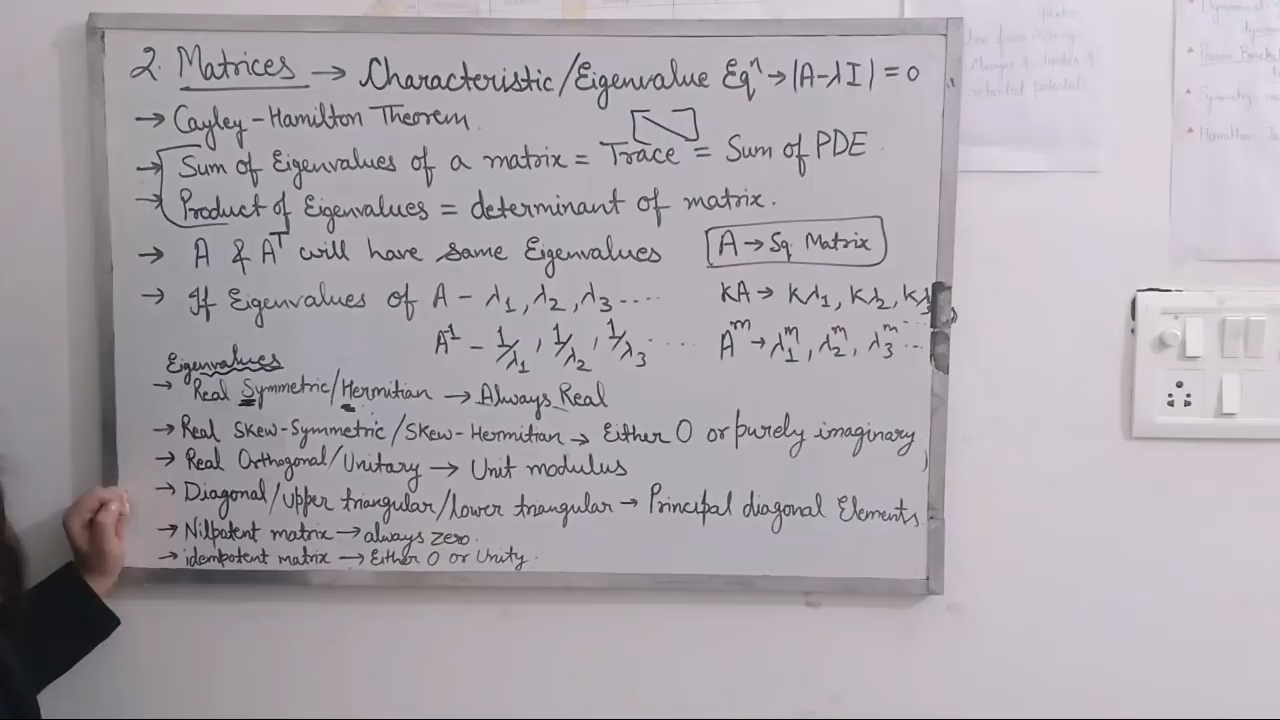 2. Matrices → Characteristic/Eigenvalue Eqⁿ → |A-λI| = 0
→ Cayley-Hamilton Theorem.
→ Sum of Eigenvalues of a matrix = Trace = Sum of PDE
→ Product of Eigenvalues = determinant of matrix.
→ A & Aᵀ will have same Eigenvalues
A → Sq. Matrix
→ If Eigenvalues of A - λ₁, λ₂, λ₃ ....
KA → Kλ₁, Kλ₂, Kλ₃
A¹ - 1/λ₁, 1/λ₂, 1/λ₃ ....
Aᵐ → λ₁ᵐ, λ₂ᵐ, λ₃ᵐ ...
Eigenvalues
→ Real Symmetric/Hermitian → Always Real
→ Real Skew-Symmetric/Skew-Hermitian → Either 0 or purely imaginary
→ Real Orthogonal/Unitary → Unit modulus
→ Diagonal/Upper triangular/lower triangular → Principal diagonal Elements
→ Nilpatent matrix → always zero.
→ idempotent matrix → Either 0 or Unity.
retarded potentials